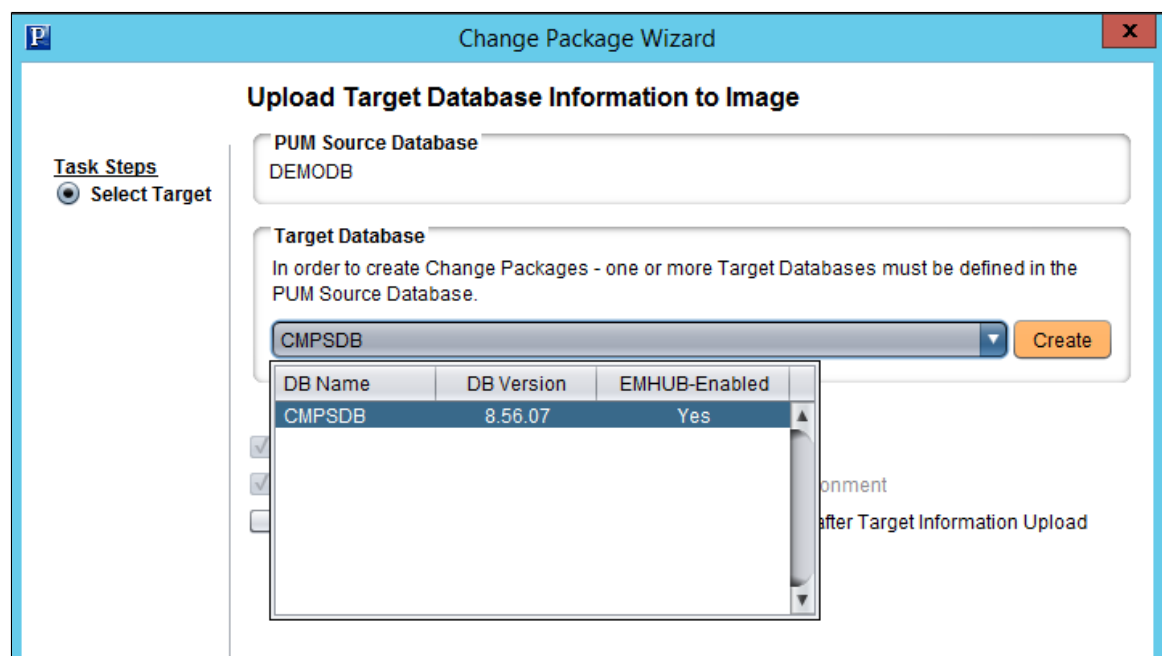 P
Change Package Wizard
x
Upload Target Database Information to Image
Task Steps
Select Target
PUM Source Database
DEMODB
Target Database
In order to create Change Packages - one or more Target Databases must be defined in the
PUM Source Database.
CMPSDB
Create
DB Name DB Version EMHUB-Enabled
CMPSDB 8.56.07 Yes
onment
after Target Information Upload